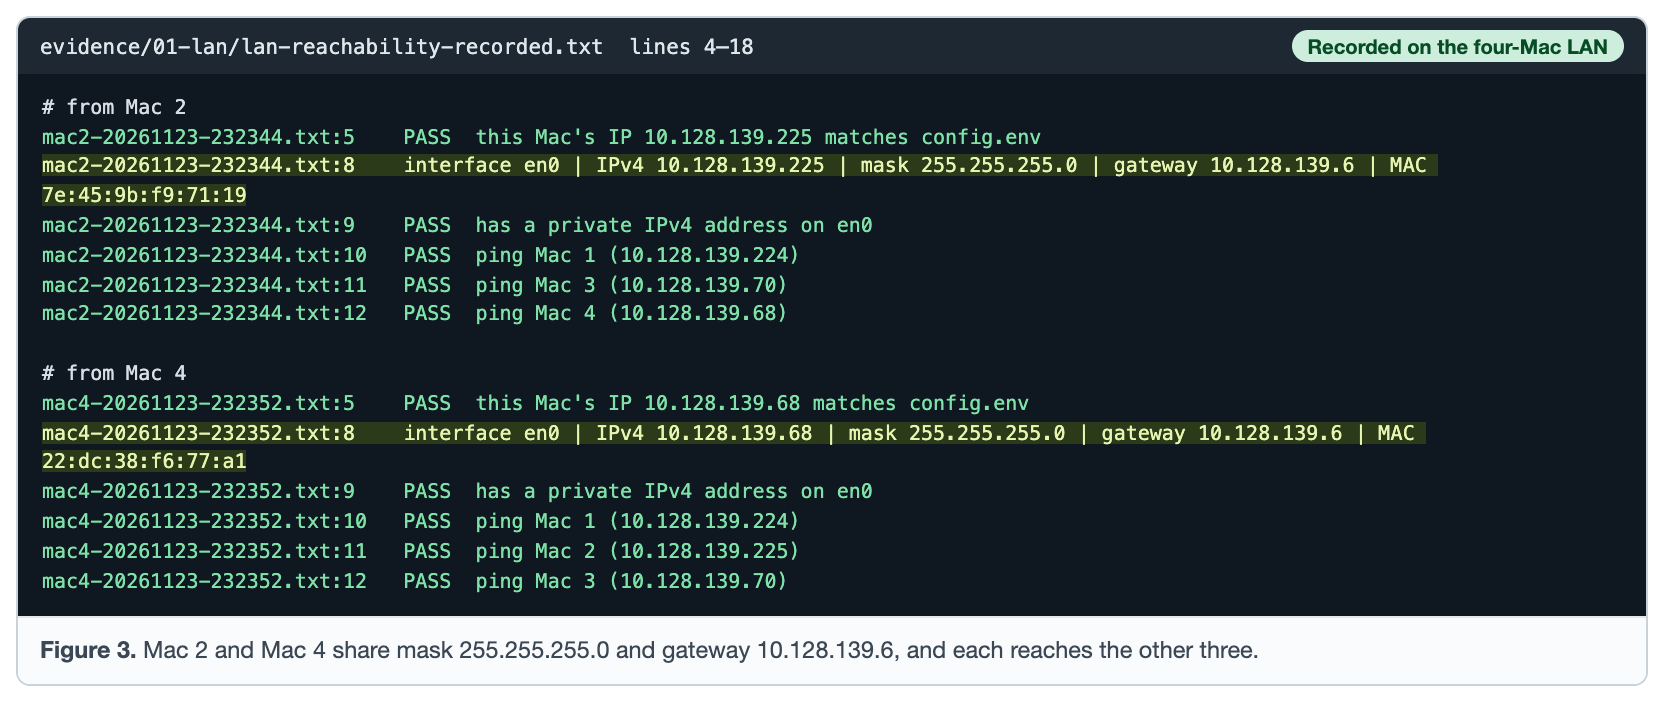 evidence/01-lan/lan-reachability-recorded.txt lines 4–18
Recorded on the four-Mac LAN
# from Mac 2
mac2-20261123-232344.txt:5 PASS this Mac's IP 10.128.139.225 matches config.env
mac2-20261123-232344.txt:8 interface en0 | IPv4 10.128.139.225 | mask 255.255.255.0 | gateway 10.128.139.6 | MAC
7e:45:9b:f9:71:19
mac2-20261123-232344.txt:9 PASS has a private IPv4 address on en0
mac2-20261123-232344.txt:10 PASS ping Mac 1 (10.128.139.224)
mac2-20261123-232344.txt:11 PASS ping Mac 3 (10.128.139.70)
mac2-20261123-232344.txt:12 PASS ping Mac 4 (10.128.139.68)
# from Mac 4
mac4-20261123-232352.txt:5 PASS this Mac's IP 10.128.139.68 matches config.env
mac4-20261123-232352.txt:8 interface en0 | IPv4 10.128.139.68 | mask 255.255.255.0 | gateway 10.128.139.6 | MAC
22:dc:38:f6:77:a1
mac4-20261123-232352.txt:9 PASS has a private IPv4 address on en0
mac4-20261123-232352.txt:10 PASS ping Mac 1 (10.128.139.224)
mac4-20261123-232352.txt:11 PASS ping Mac 2 (10.128.139.225)
mac4-20261123-232352.txt:12 PASS ping Mac 3 (10.128.139.70)
Figure 3. Mac 2 and Mac 4 share mask 255.255.255.0 and gateway 10.128.139.6, and each reaches the other three.